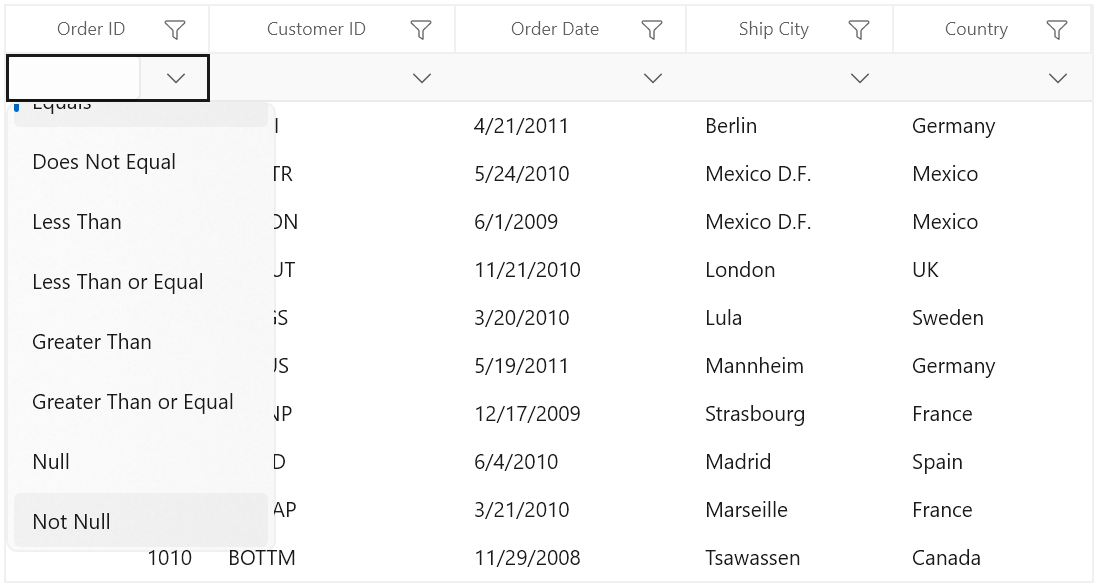 Order ID Customer ID Order Date Ship City Country
Equals
I 4/21/2011 Berlin Germany
Does Not Equal
TR 5/24/2010 Mexico D.F. Mexico
Less Than
ON 6/1/2009 Mexico D.F. Mexico
UT 11/21/2010 London UK
Less Than or Equal
GS 3/20/2010 Lula Sweden
Greater Than
US 5/19/2011 Mannheim Germany
Greater Than or Equal
NP 12/17/2009 Strasbourg France
Null
D 6/4/2010 Madrid Spain
AP 3/21/2010 Marseille France
Not Null
1010 BOTTM 11/29/2008 Tsawassen Canada